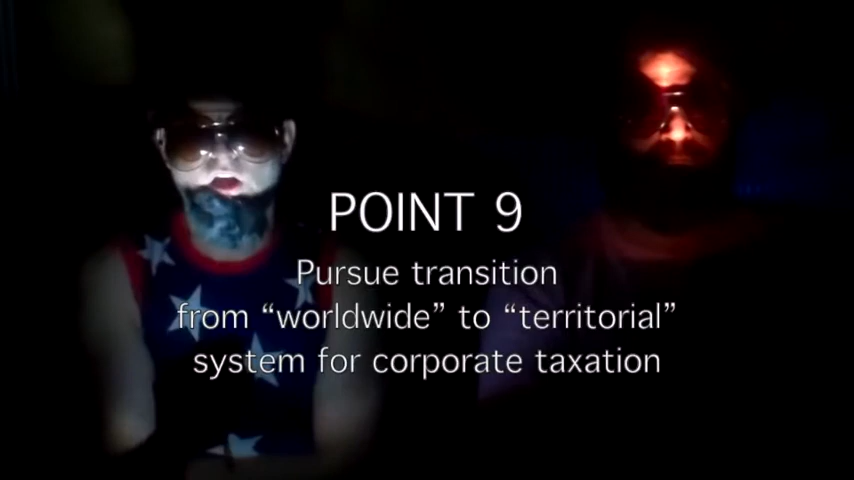 POINT 9
Pursue transition
from “worldwide” to “territorial”
system for corporate taxation